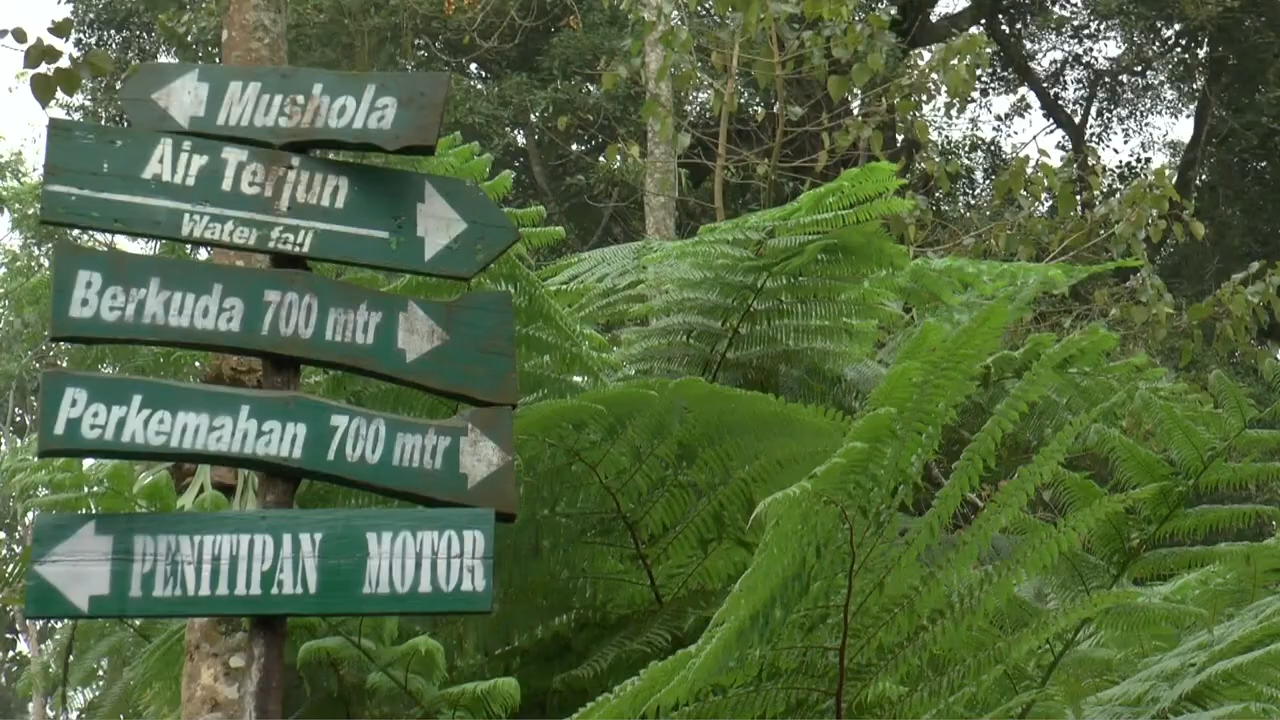 Mushola
Air Terjun
Water fall
Berkuda 700 mtr
Perkemahan 700 mtr
PENITIPAN MOTOR